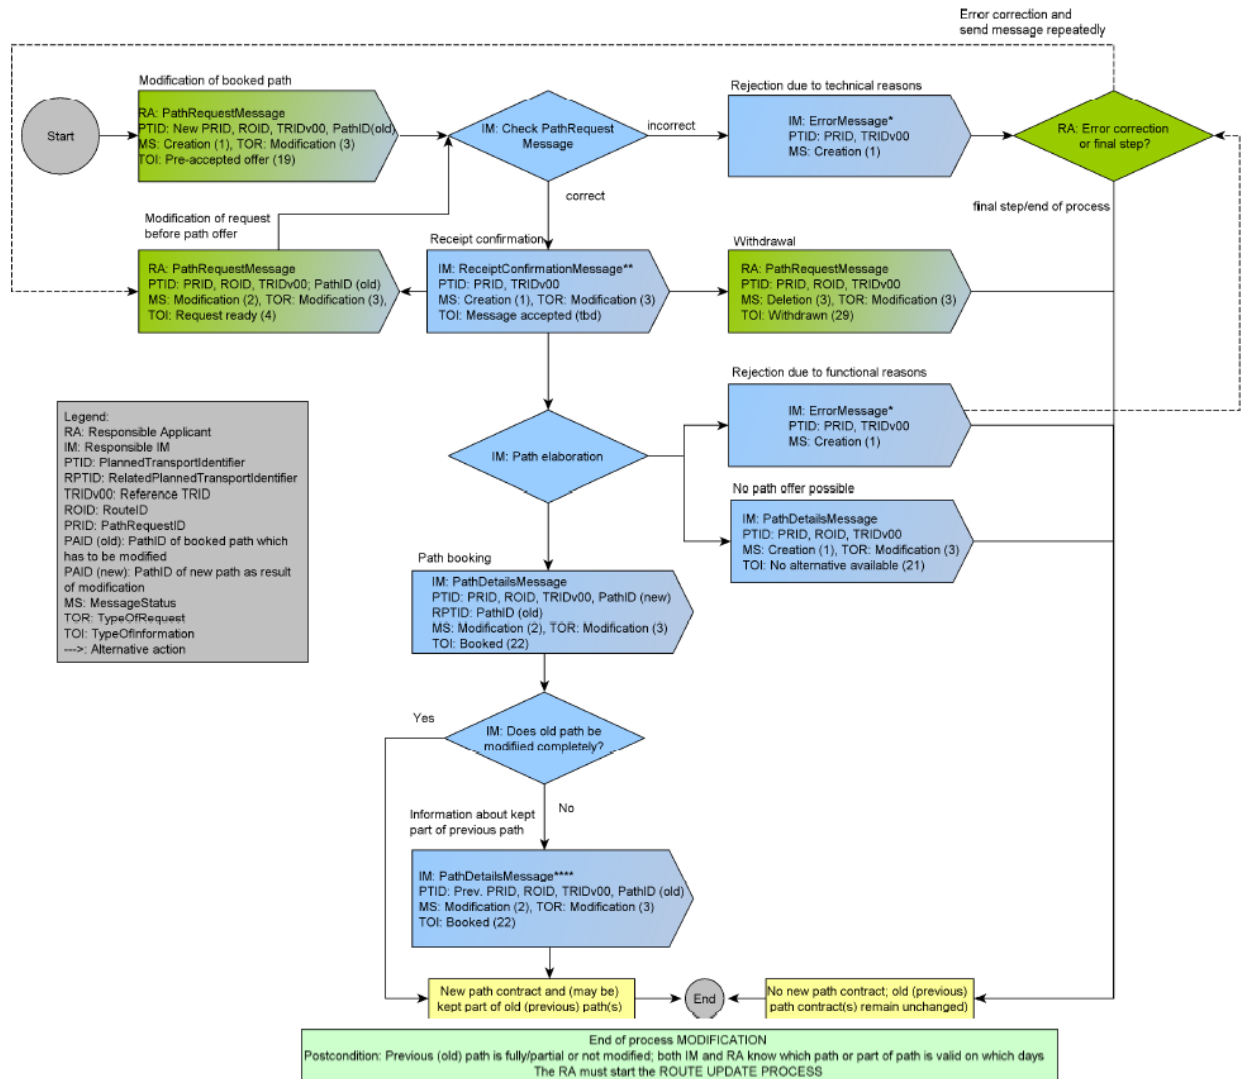 Error correction and
send message repeatedly
Modification of booked path
Rejection due to technical reasons
Start
RA: PathRequestMessage
PTID: New PRID, ROID, TRIDv00, PathID(old)
MS: Creation (1), TOR: Modification (3)
TOI: Pre-accepted offer (19)
IM: Check PathRequest
Message
incorrect
IM: ErrorMessage*
PTID: PRID, TRIDv00
MS: Creation (1)
RA: Error correction
or final step?
correct
final step/end of process
Modification of request
before path offer
Receipt confirmation
Withdrawal
RA: PathRequestMessage
PTID: PRID, ROID, TRIDv00; PathID (old)
MS: Modification (2), TOR: Modification (3),
TOI: Request ready (4)
IM: ReceiptConfirmationMessage**
PTID: PRID, TRIDv00
MS: Creation (1), TOR: Modification (3)
TOI: Message accepted (tbd)
RA: PathRequestMessage
PTID: PRID, ROID, TRIDv00
MS: Deletion (3), TOR: Modification (3)
TOI: Withdrawn (29)
Rejection due to functional reasons
IM: ErrorMessage*
PTID: PRID, TRIDv00
MS: Creation (1)
Legend:
RA: Responsible Applicant
IM: Responsible IM
PTID: PlannedTransportIdentifier
RPTID: RelatedPlannedTransportIdentifier
TRIDv00: Reference TRID
ROID: RouteID
PRID: PathRequestID
PAID (old): PathID of booked path which
has to be modified
PAID (new): PathID of new path as result
of modification
MS: MessageStatus
TOR: TypeOfRequest
TOI: TypeOfInformation
--->: Alternative action
IM: Path elaboration
No path offer possible
IM: PathDetailsMessage
PTID: PRID, ROID, TRIDv00
MS: Creation (1), TOR: Modification (3)
TOI: No alternative available (21)
Path booking
IM: PathDetailsMessage
PTID: PRID, ROID, TRIDv00, PathID (new)
RPTID: PathID (old)
MS: Modification (2), TOR: Modification (3)
TOI: Booked (22)
Yes
IM: Does old path be
modifiied completely?
No
Information about kept
part of previous path
IM: PathDetailsMessage****
PTID: Prev. PRID, ROID, TRIDv00, PathID (old)
MS: Modification (2), TOR: Modification (3)
TOI: Booked (22)
New path contract and (may be)
kept part of old (previous) path(s)
End
No new path contract; old (previous)
path contract(s) remain unchanged)
End of process MODIFICATION
Postcondition: Previous (old) path is fully/partial or not modified; both IM and RA know which path or part of path is valid on which days
The RA must start the ROUTE UPDATE PROCESS